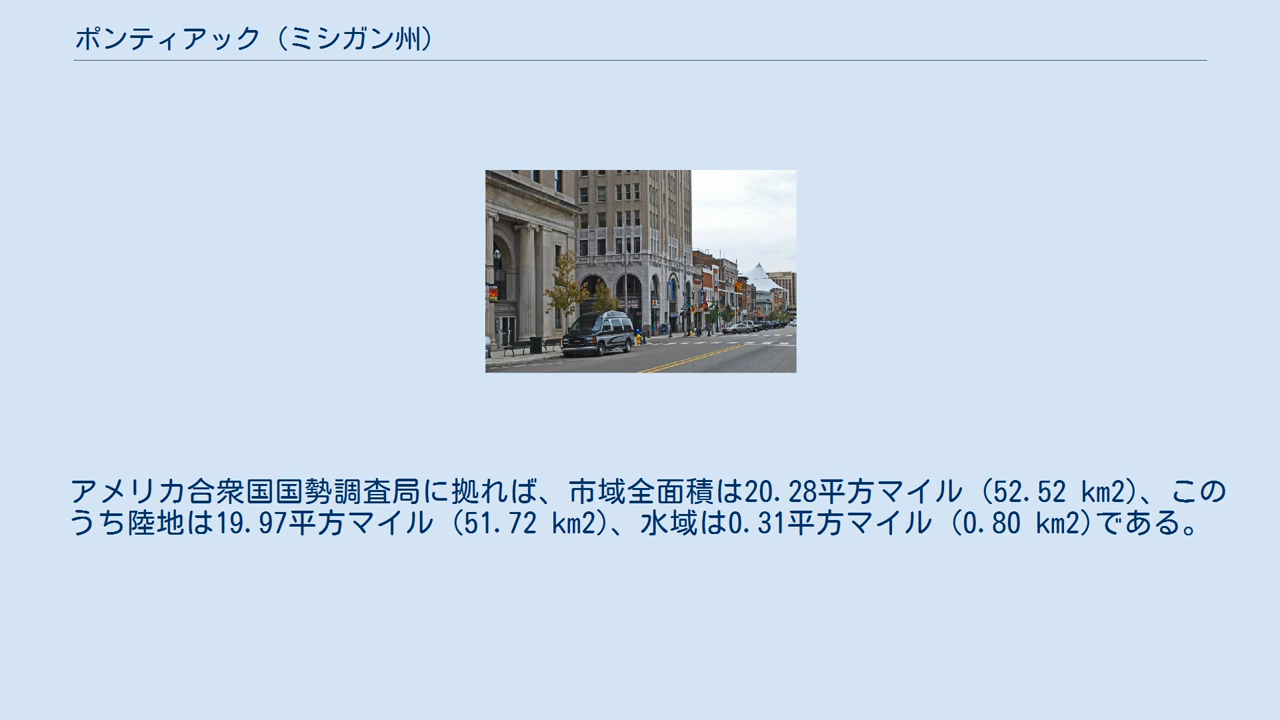 ポンティアック (ミシガン州)
アメリカ合衆国国勢調査局に拠れば、市域全面積は20.28平方マイル (52.52 km2)、この
うち陸地は19.97平方マイル (51.72 km2)、水域は0.31平方マイル (0.80 km2)である。